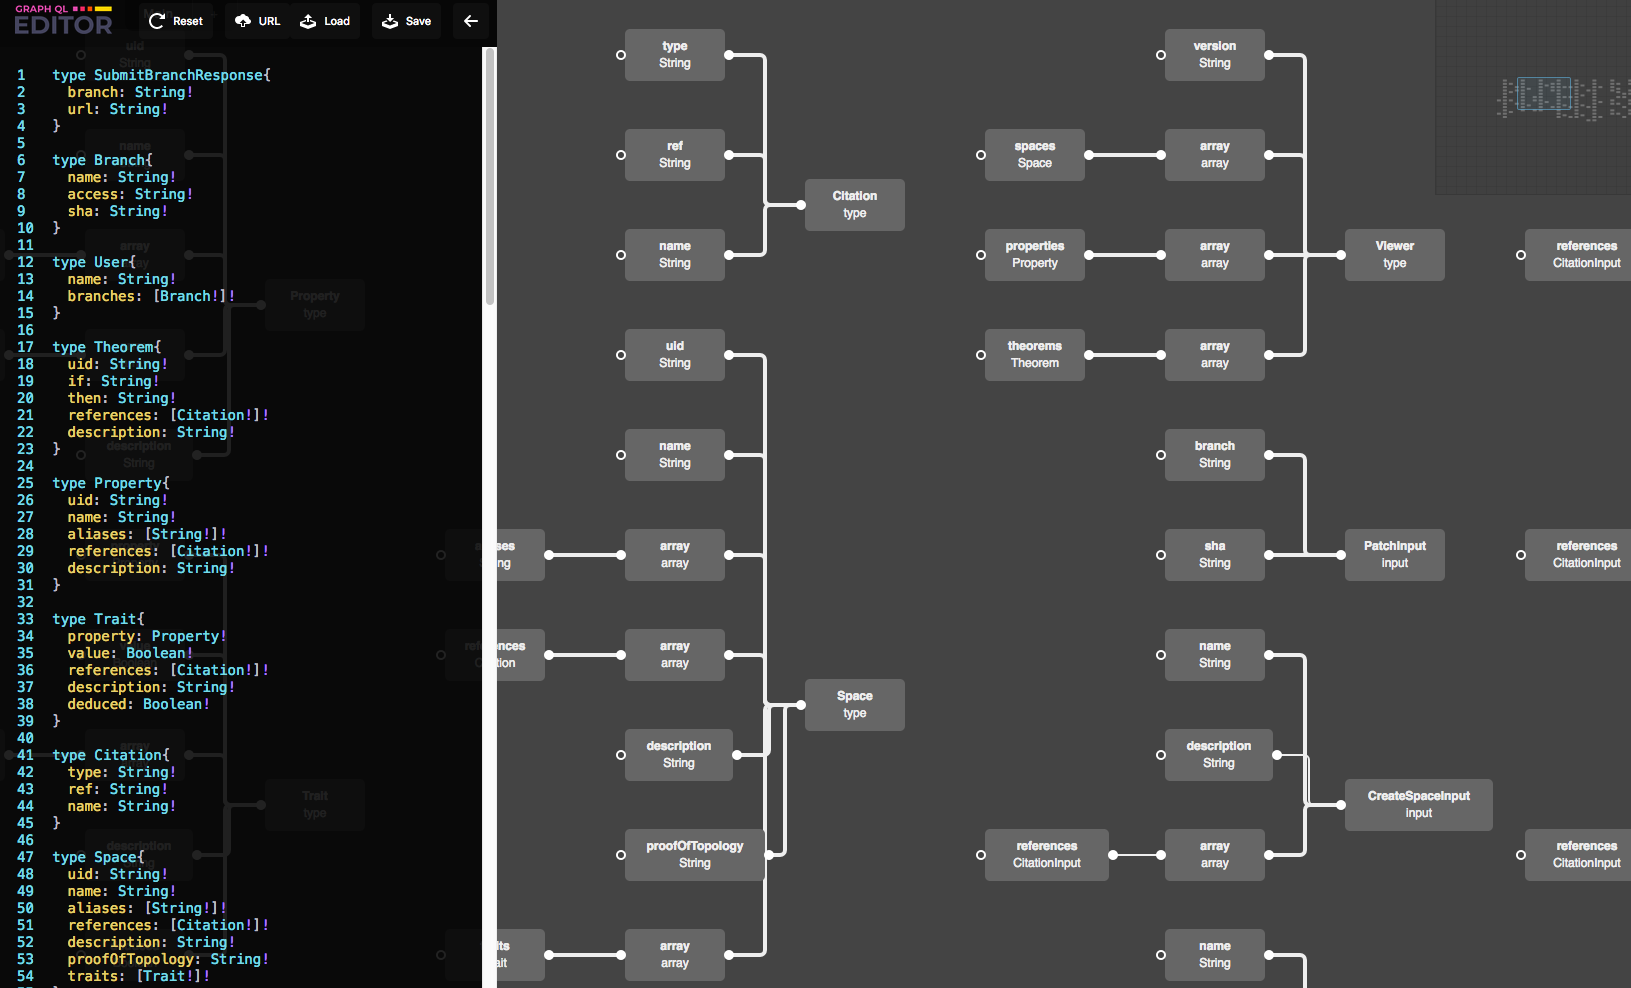 GRAPH QL
EDITOR
Reset
URL
Load
Save
1 type SubmitBranchResponse{
2 branch: String!
3 url: String!
4 }
5
6 type Branch{
7 name: String!
8 access: String!
9 sha: String!
10 }
11
12 type User{
13 name: String!
14 branches: [Branch!]!
15 }
16
17 type Theorem{
18 uid: String!
19 if: String!
20 then: String!
21 references: [Citation!]!
22 description: String!
23 }
24
25 type Property{
26 uid: String!
27 name: String!
28 aliases: [String!]!
29 references: [Citation!]!
30 description: String!
31 }
32
33 type Trait{
34 property: Property!
35 value: Boolean!
36 references: [Citation!]!
37 description: String!
38 deduced: Boolean!
39 }
40
41 type Citation{
42 type: String!
43 ref: String!
44 name: String!
45 }
46
47 type Space{
48 uid: String!
49 name: String!
50 aliases: [String!]!
51 references: [Citation!]!
52 description: String!
53 proofOfTopology: String!
54 traits: [Trait!]!
uid
String
name
array
Property
type
description
String
Trait
type
description
type
String
ref
String
name
String
Citation
type
uid
String
name
String
aliases
array
array
references
array
array
description
String
proofOfTopology
String
array
array
Space
type
version
String
spaces
Space
array
array
properties
Property
array
array
theorems
Theorem
array
array
Viewer
type
branch
String
sha
String
PatchInput
input
name
String
description
String
references
CitationInput
array
array
CreateSpaceInput
input
name
String
references
CitationInput
references
CitationInput
references
CitationInput